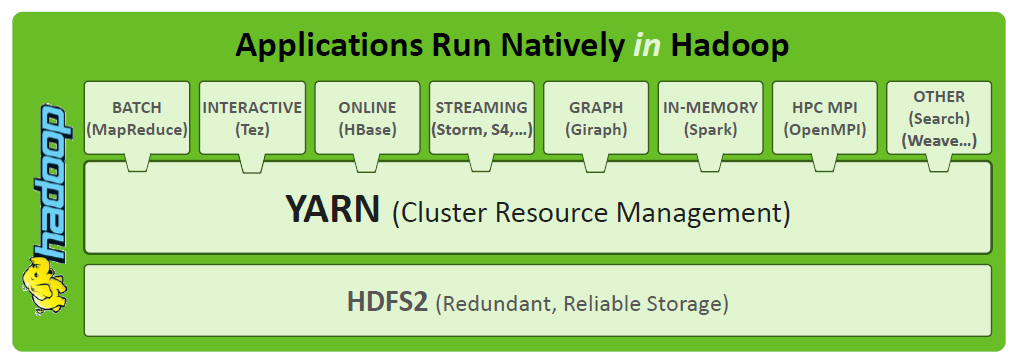 Applications Run Natively in Hadoop
hadoop
BATCH
(MapReduce)
INTERACTIVE
(Tez)
ONLINE
(HBase)
STREAMING
(Storm, S4,…)
GRAPH
(Giraph)
IN-MEMORY
(Spark)
HPC MPI
(OpenMPI)
OTHER
(Search)
(Weave…)
YARN (Cluster Resource Management)
HDFS2 (Redundant, Reliable Storage)